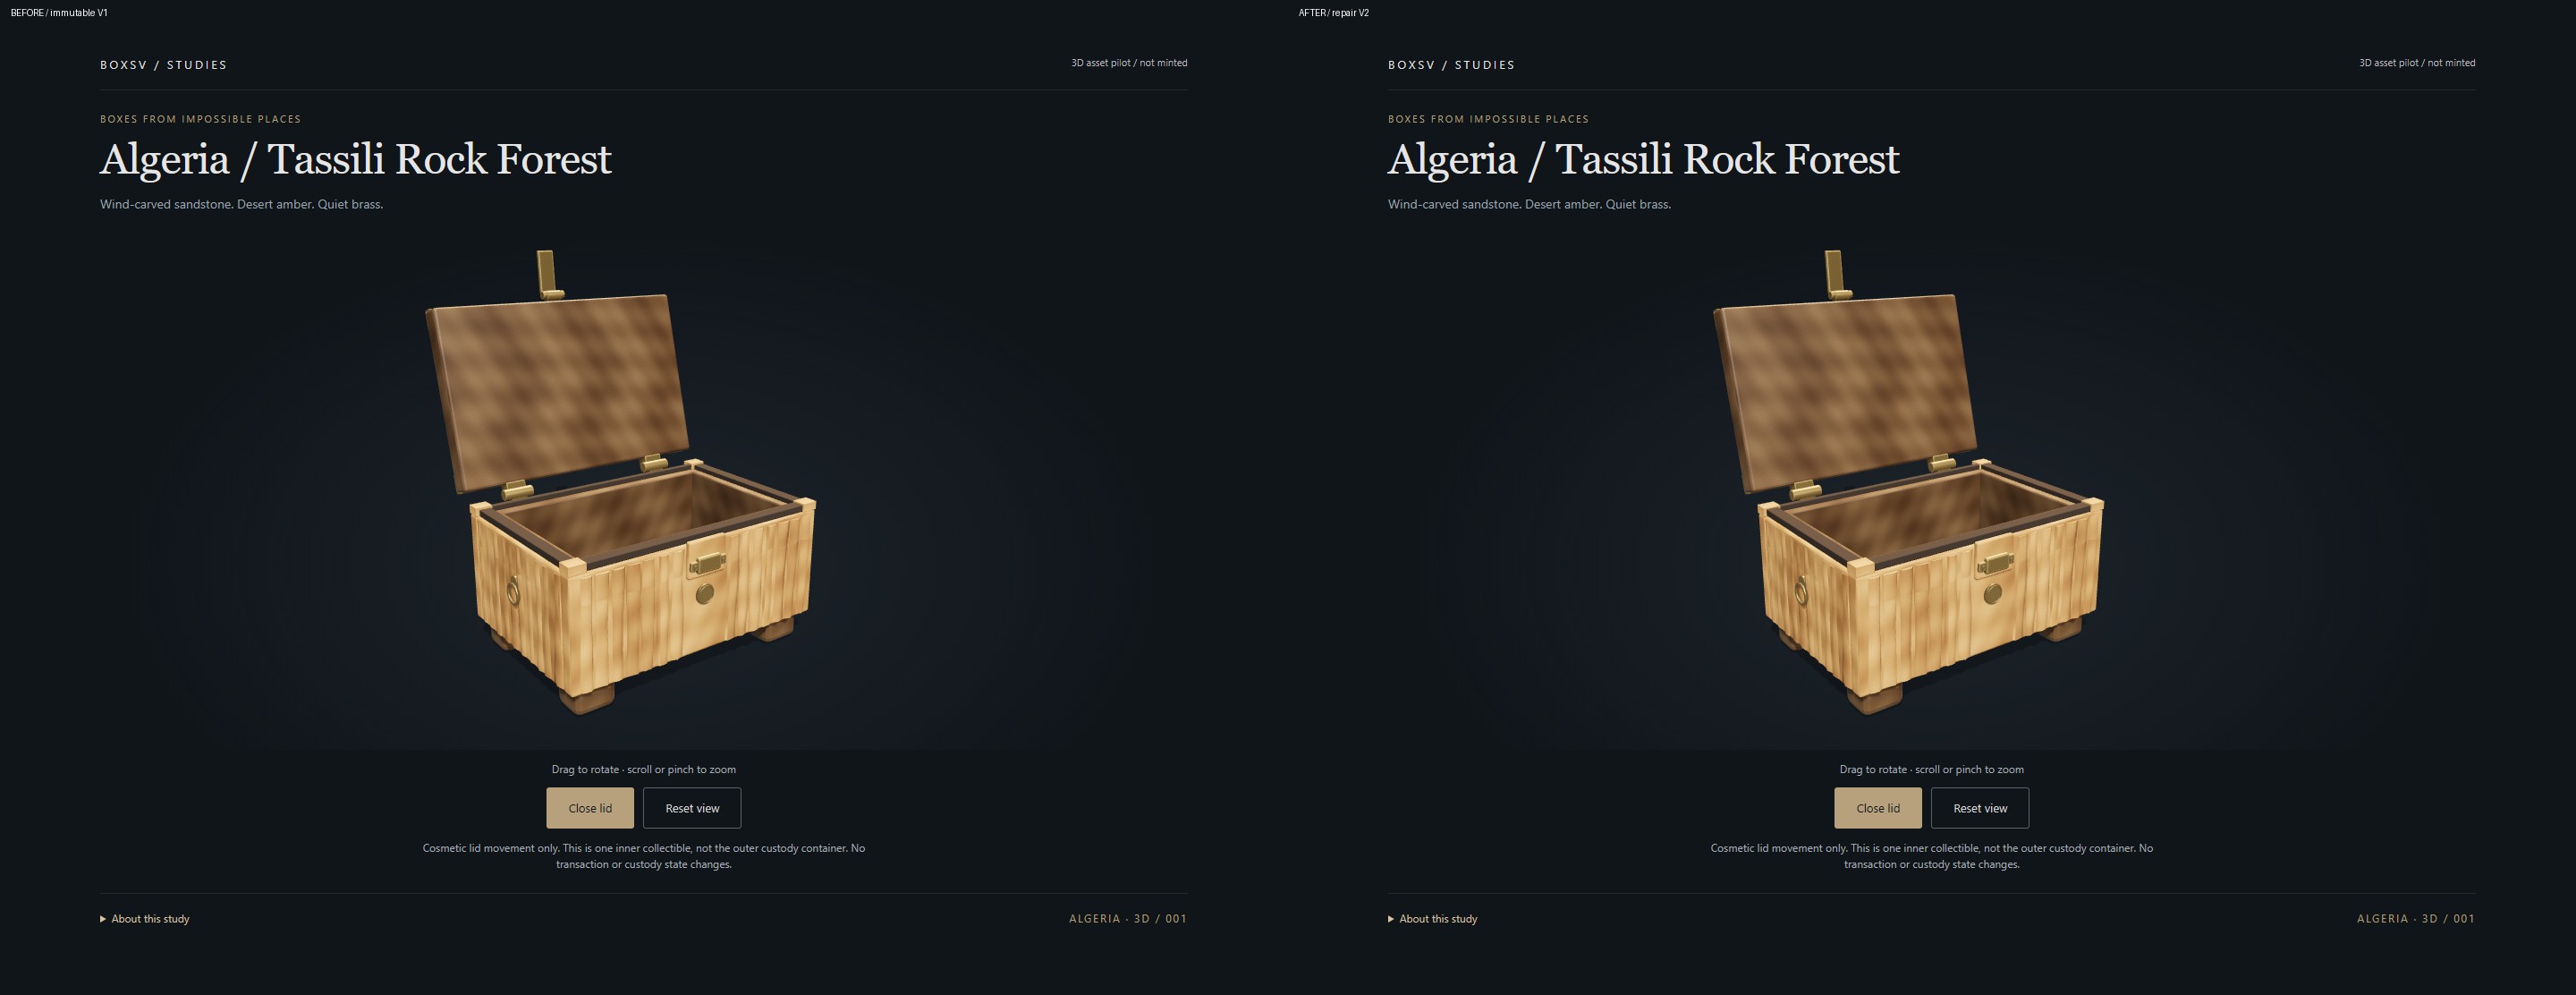 BEFORE / immutable V1
BOXSV / STUDIES
3D asset pilot / not minted
BOXES FROM IMPOSSIBLE PLACES
Algeria / Tassili Rock Forest
Wind-carved sandstone. Desert amber. Quiet brass.
Drag to rotate · scroll or pinch to zoom
Close lid
Reset view
Cosmetic lid movement only. This is one inner collectible, not the outer custody container. No
transaction or custody state changes.
▶ About this study
ALGERIA · 3D / 001
AFTER / repair V2
BOXSV / STUDIES
3D asset pilot / not minted
BOXES FROM IMPOSSIBLE PLACES
Algeria / Tassili Rock Forest
Wind-carved sandstone. Desert amber. Quiet brass.
Drag to rotate · scroll or pinch to zoom
Close lid
Reset view
Cosmetic lid movement only. This is one inner collectible, not the outer custody container. No
transaction or custody state changes.
▶ About this study
ALGERIA · 3D / 001